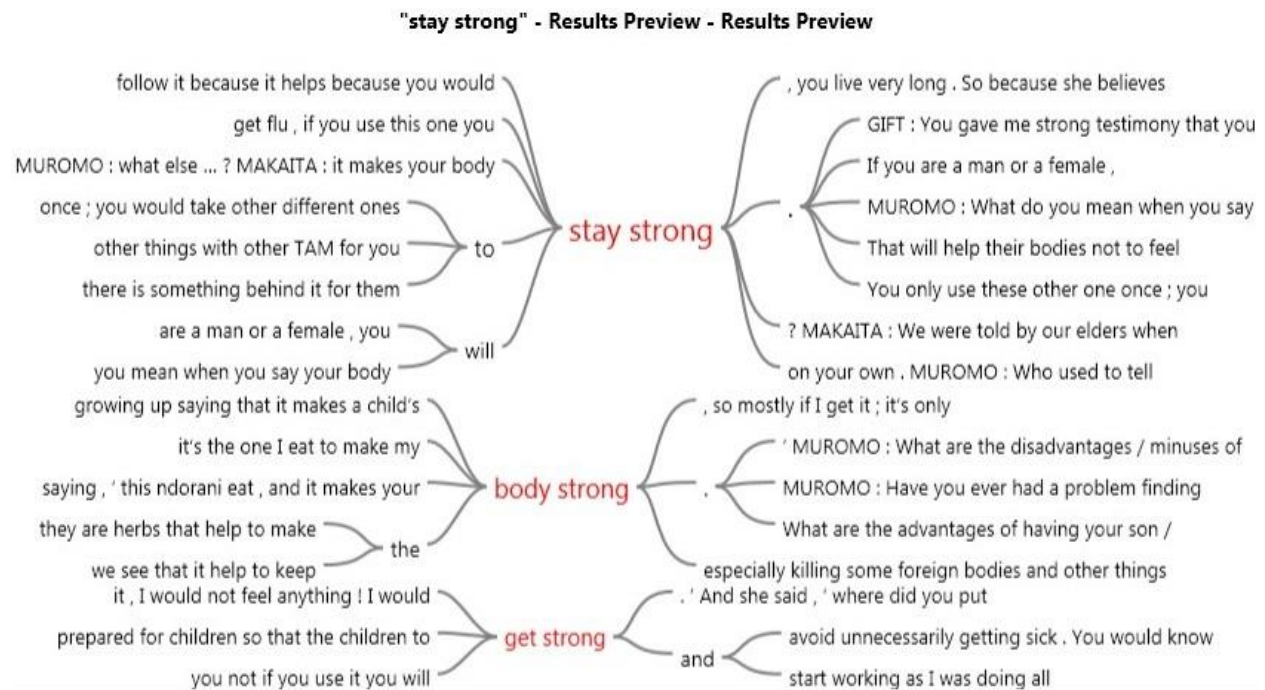 "stay strong" - Results Preview - Results Preview
follow it because it helps because you would
get flu , if you use this one you
MUROMO : what else ... ? MAKAITA : it makes your body
once ; you would take other different ones
other things with other TAM for you
there is something behind it for them
to
are a man or a female , you
you mean when you say your body
will
stay strong
, you live very long . So because she believes
.
GIFT : You gave me strong testimony that you
If you are a man or a female ,
MUROMO : What do you mean when you say
That will help their bodies not to feel
You only use these other one once ; you
? MAKAITA : We were told by our elders when
on your own . MUROMO : Who used to tell
growing up saying that it makes a child's
it's the one I eat to make my
saying , ' this ndorani eat , and it makes your
they are herbs that help to make
we see that it help to keep
the
body strong
, so mostly if I get it ; it's only
.
' MUROMO : What are the disadvantages / minuses of
MUROMO : Have you ever had a problem finding
What are the advantages of having your son /
especially killing some foreign bodies and other things
it , I would not feel anything ! I would
prepared for children so that the children to
you not if you use it you will
get strong
. ' And she said , ' where did you put
and
avoid unnecessarily getting sick . You would know
start working as I was doing all